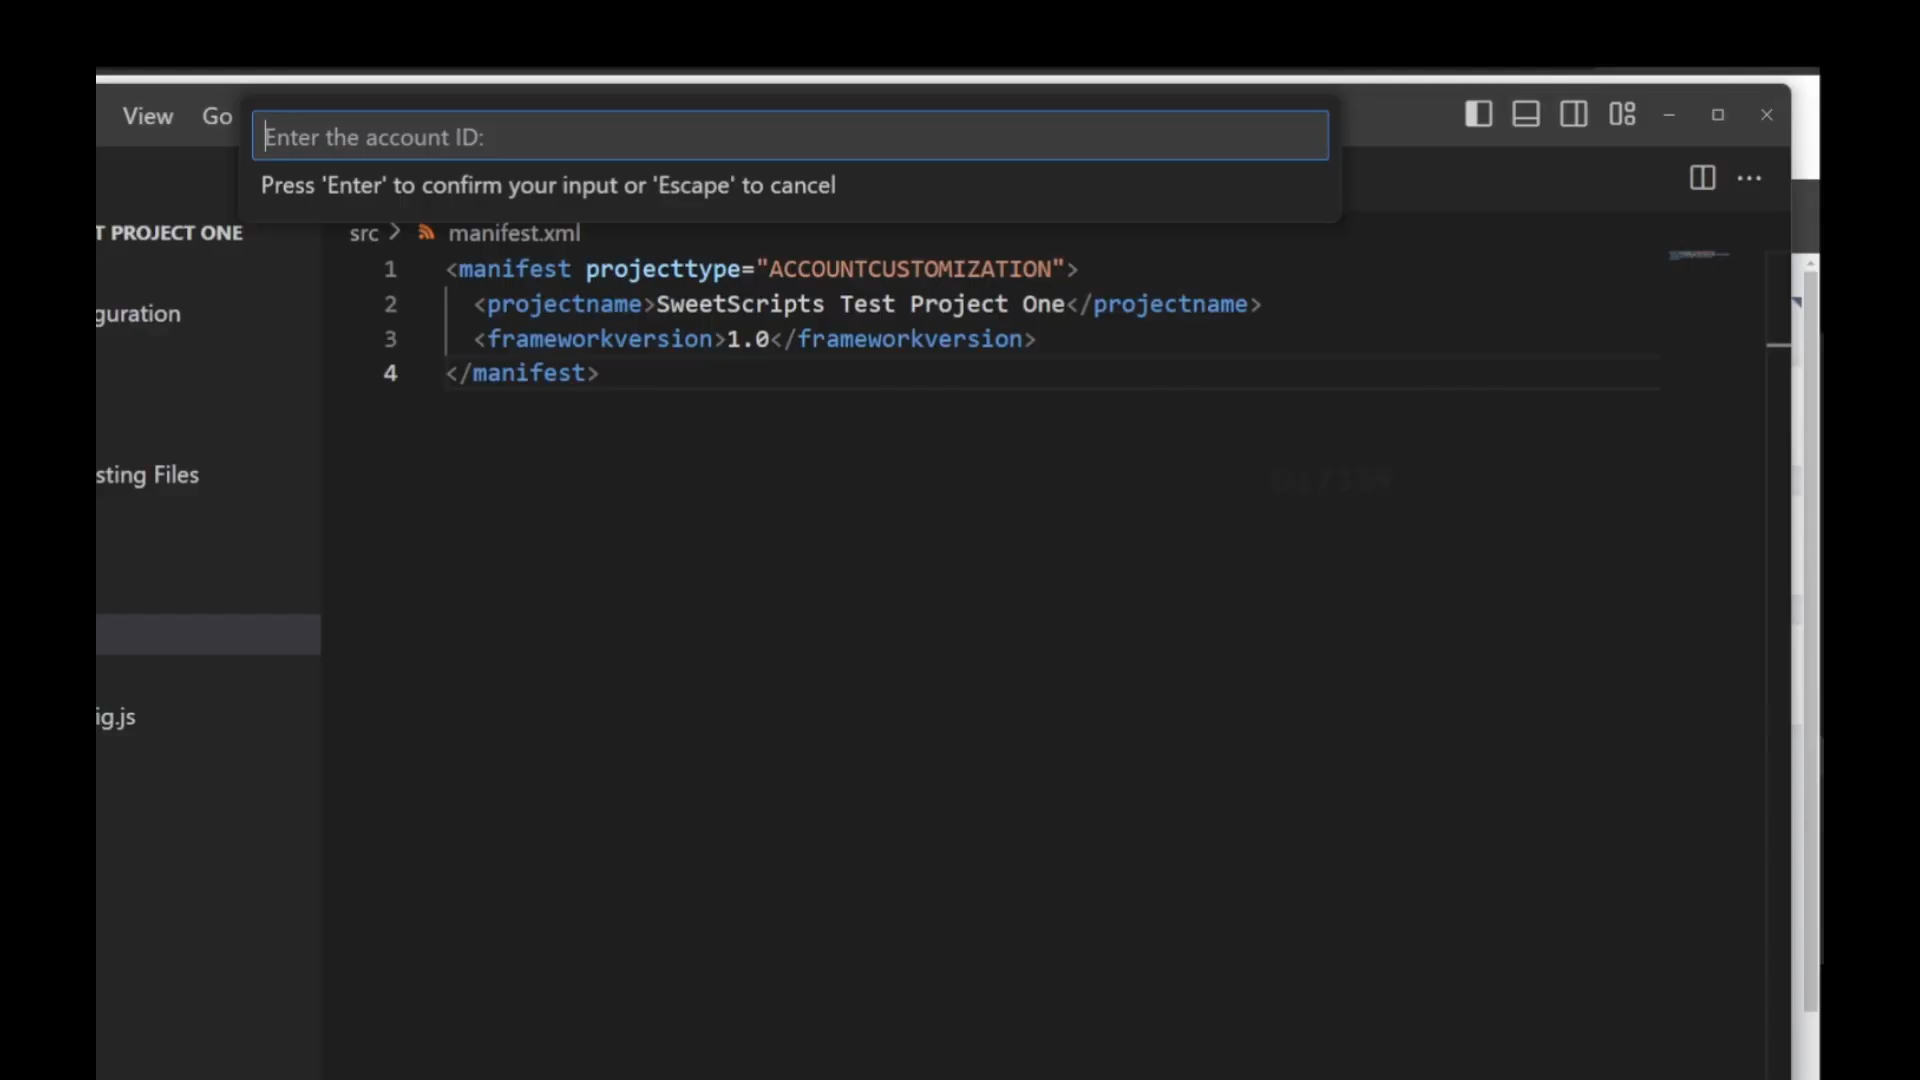 View Go
Enter the account ID:
Press 'Enter' to confirm your input or 'Escape' to cancel
T PROJECT ONE
guration
sting Files
ig.js
src > manifest.xml
1 <manifest projecttype="ACCOUNTCUSTOMIZATION">
2 <projectname>SweetScripts Test Project One</projectname>
3 <frameworkversion>1.0</frameworkversion>
4 </manifest>